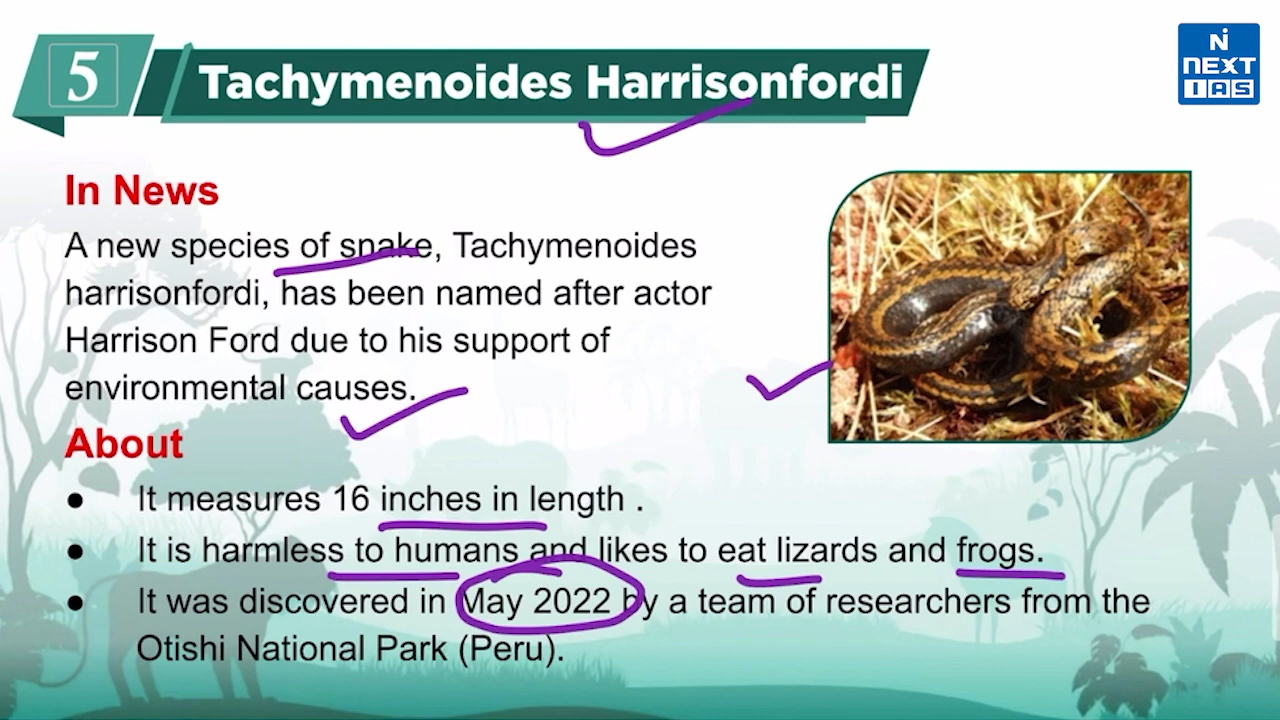 5
Tachymenoides Harrisonfordi
NEXT
IAS
In News
A new species of snake, Tachymenoides
harrisonfordi, has been named after actor
Harrison Ford due to his support of
environmental causes.
About
● It measures 16 inches in length .
● It is harmless to humans and likes to eat lizards and frogs.
● It was discovered in May 2022 by a team of researchers from the
Otishi National Park (Peru).